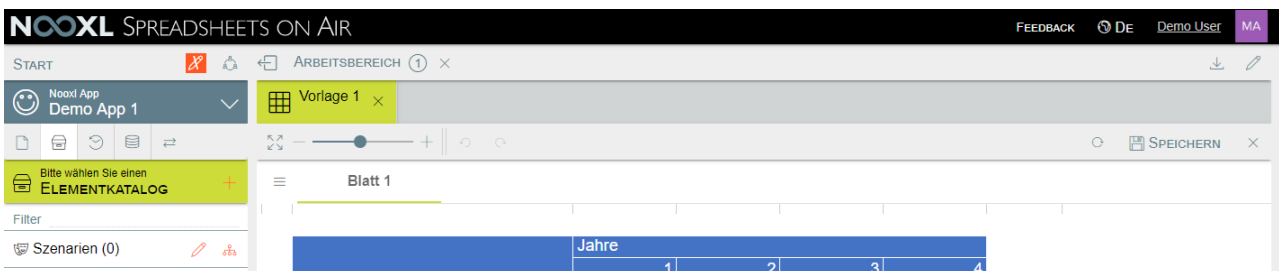 NOOXL SPREADSHEETS ON AIR
FEEDBACK DE Demo User MA
START ARBEITSBEREICH 1
Nooxl App
Demo App 1
Vorlage 1
SPEICHERN
Bitte wählen Sie einen
ELEMENTKATALOG
Blatt 1
Filter
Szenarien (0)
Jahre
1 2 3 4